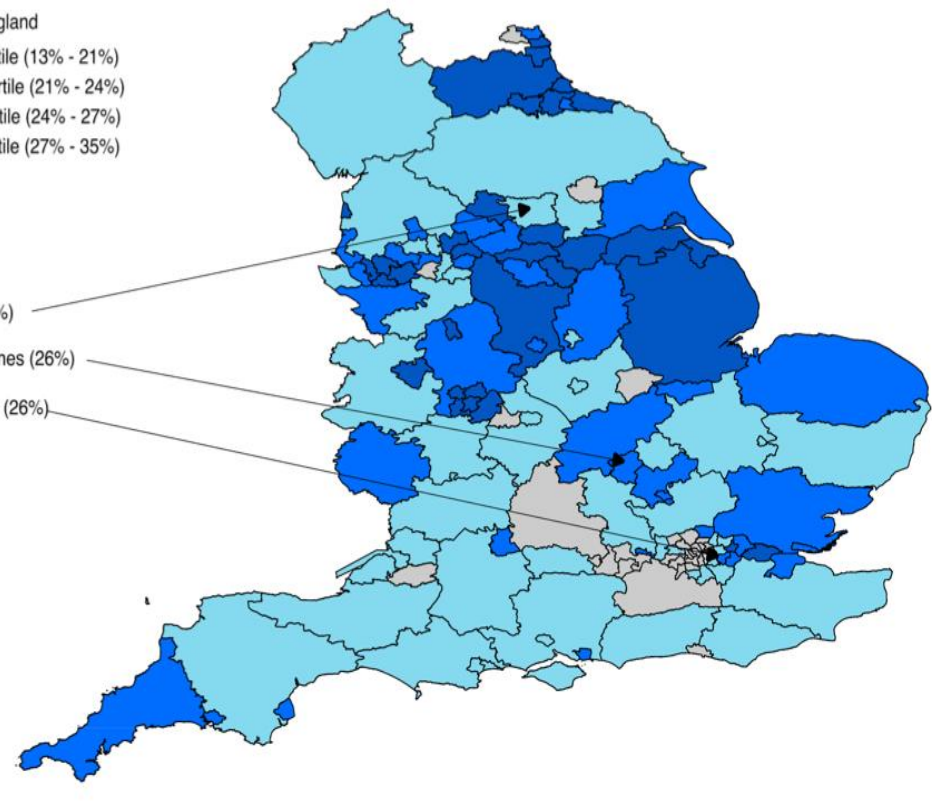 gland
tile (13% - 21%)
rtile (21% - 24%)
tile (24% - 27%)
tile (27% - 35%)
%)
nes (26%)
(26%)